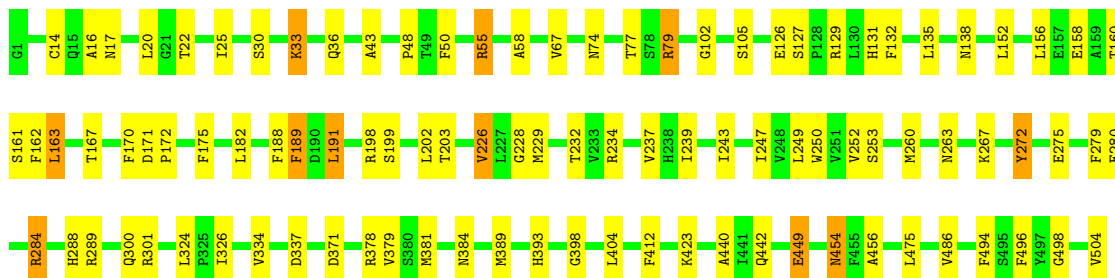 G1 C14 Q15 A16 N17 L20 G21 T22 I25 S30 K33 Q36 A43 P48 T49 F50 R55 A58 V67 N74 T77 S78 R79 G102 S105 E126 S127 P128 R129 L130 H131 F132 L135 N138 L152 L156 E157 E158 A159 T160
S161 F162 L163 T167 F170 D171 P172 F175 L182 F188 F189 D190 L191 R198 S199 L202 T203 V226 L227 G228 M229 T232 V233 R234 V237 H238 I239 I243 I247 V248 L249 W250 V251 V252 S253 M260 N263 K267 Y272 E275 F279
R284 H288 R289 Q300 R301 L324 P325 I326 V334 D337 D371 R378 V379 S380 M381 N384 M389 H393 G398 L404 F412 K423 A440 I441 Q442 E449 N454 F455 A456 L475 V486 F494 S495 F496 Y497 G498 V504